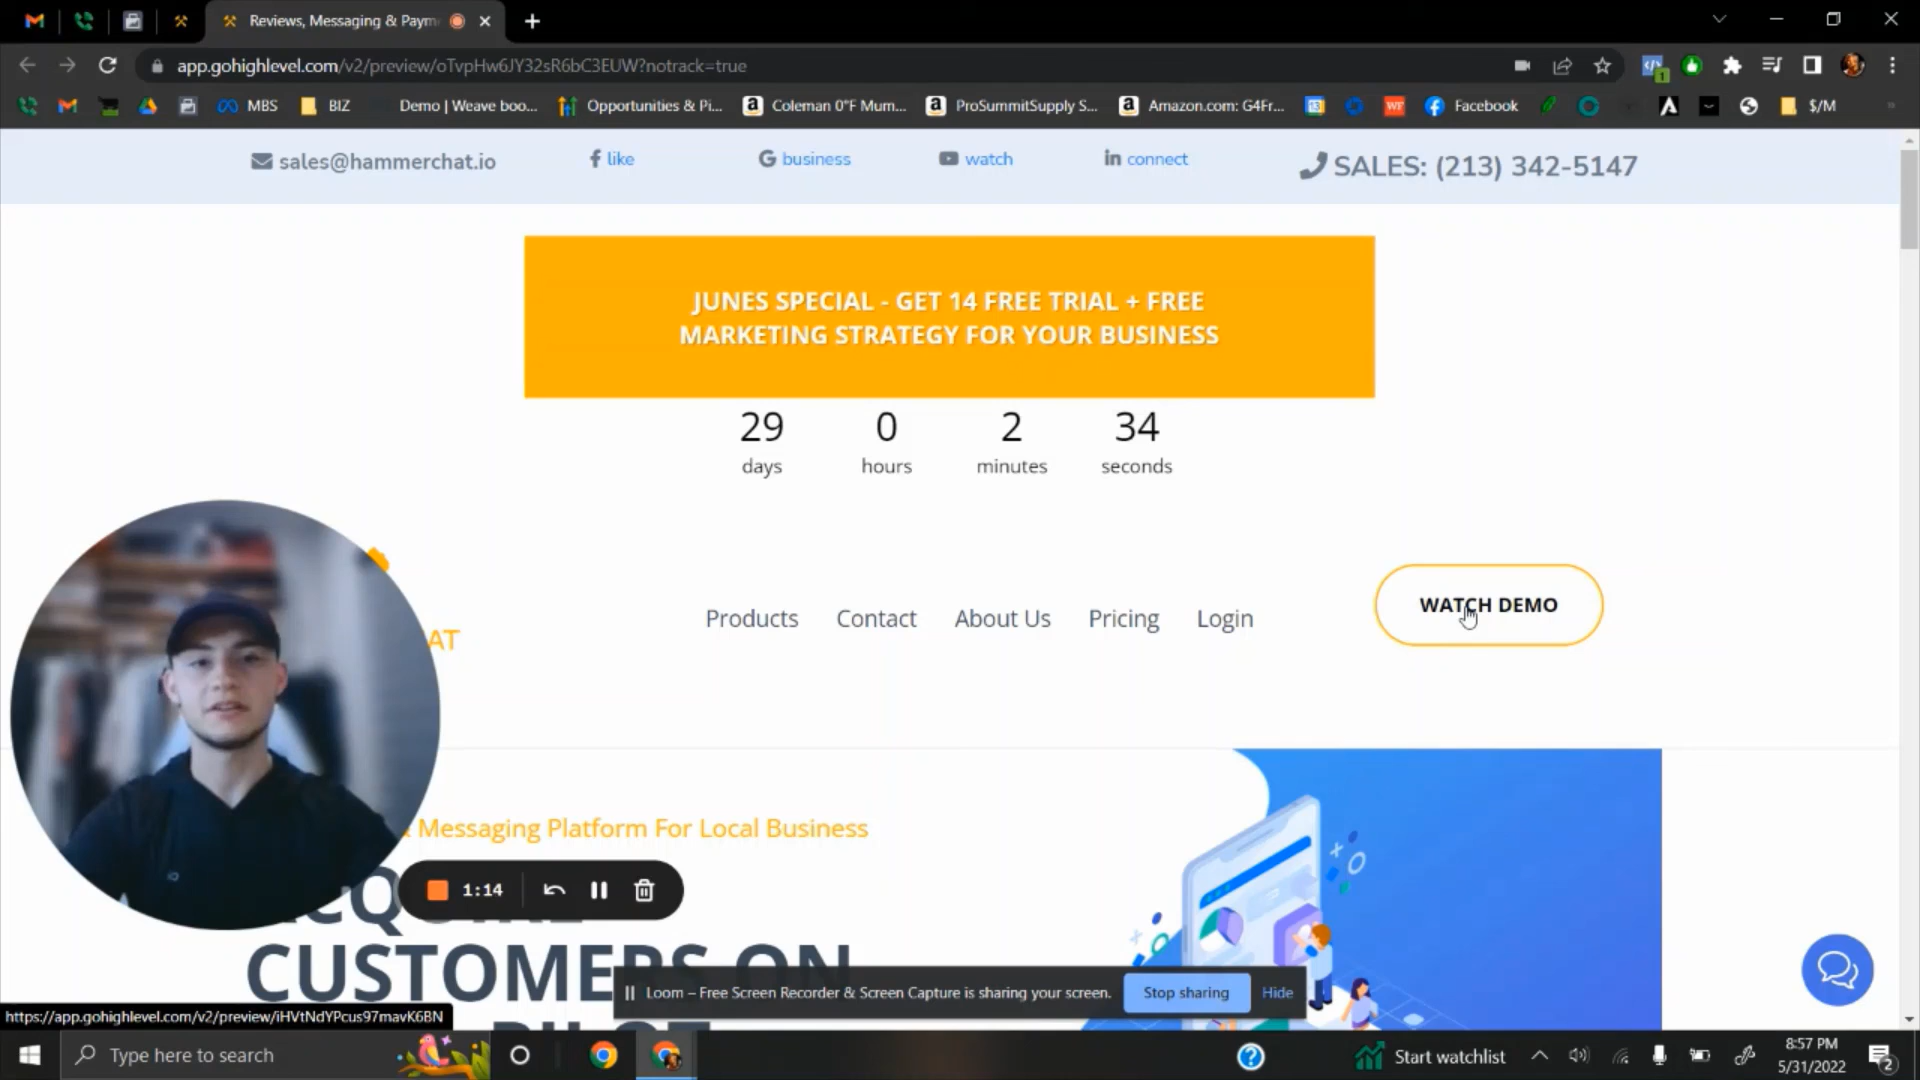 Reviews, Messaging & Paym
app.gohighlevel.com/v2/preview/oTvpHw6JY32sR6bC3EUW?notrack=true
MBS
BIZ
Demo | Weave boo...
Opportunities & Pi...
Coleman 0°F Mum...
ProSummitSupply S...
Amazon.com: G4Fr...
Facebook
$/M
sales@hammerchat.io
like
business
watch
connect
SALES: (213) 342-5147
JUNES SPECIAL - GET 14 FREE TRIAL + FREE
MARKETING STRATEGY FOR YOUR BUSINESS
29
0
2
34
days
hours
minutes
seconds
AT
Products
Contact
About Us
Pricing
Login
WATCH DEMO
Messaging Platform For Local Business
1:14
CUSTOMERS ON
Loom – Free Screen Recorder & Screen Capture is sharing your screen.
Stop sharing
Hide
https://app.gohighlevel.com/v2/preview/iHVtNdYPcus97mavK6BN
Type here to search
Start watchlist
8:57 PM
5/31/2022
2